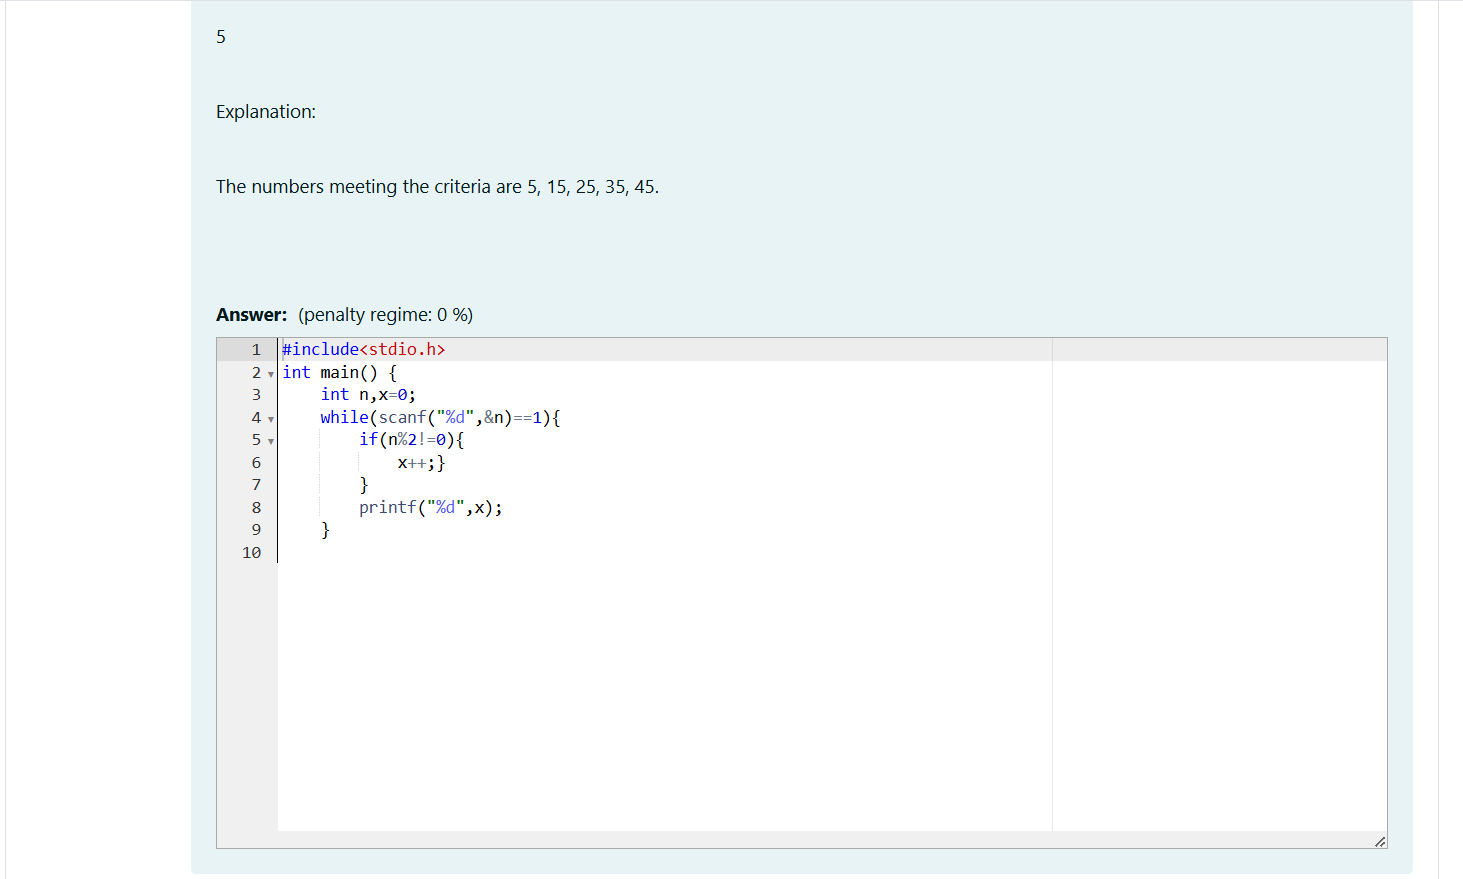 5
Explanation:
The numbers meeting the criteria are 5, 15, 25, 35, 45.
Answer: (penalty regime: 0 %)
1 #include<stdio.h>
2 int main() {
3     int n,x=0;
4     while(scanf("%d",&n)==1){
5         if(n%2!=0){
6             x++;}
7         }
8         printf("%d",x);
9     }
10